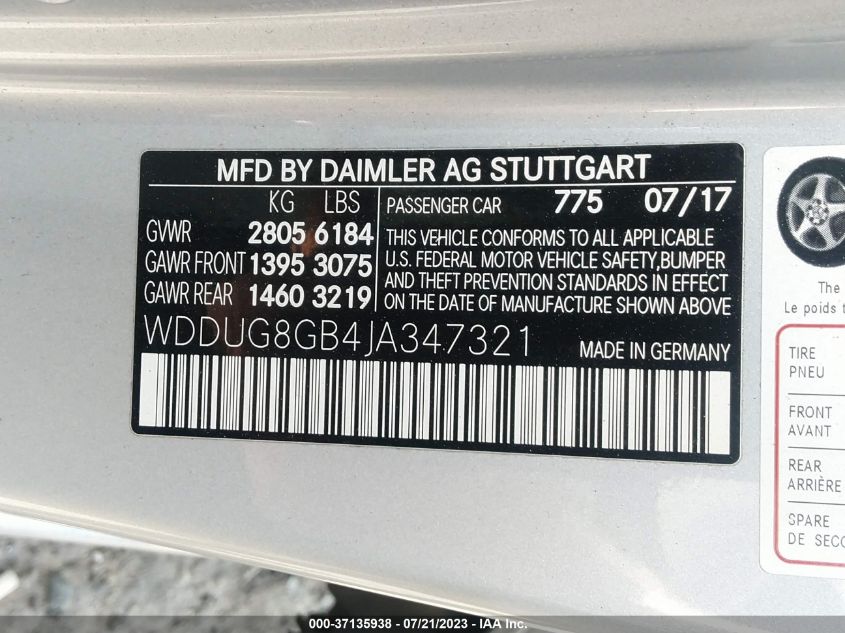 MFD BY DAIMLER AG STUTTGART
KG LBS
GVWR 2805 6184
GAWR FRONT 1395 3075
GAWR REAR 1460 3219
PASSENGER CAR 775 07/17
THIS VEHICLE CONFORMS TO ALL APPLICABLE
U.S. FEDERAL MOTOR VEHICLE SAFETY,BUMPER
AND THEFT PREVENTION STANDARDS IN EFFECT
ON THE DATE OF MANUFACTURE SHOWN ABOVE
WDDUG8GB4JA347321
MADE IN GERMANY
The
Le poids t
TIRE
PNEU
FRONT
AVANT
REAR
ARRIÈRE
SPARE
DE SECO
000-37135938 - 07/21/2023 - IAA Inc.